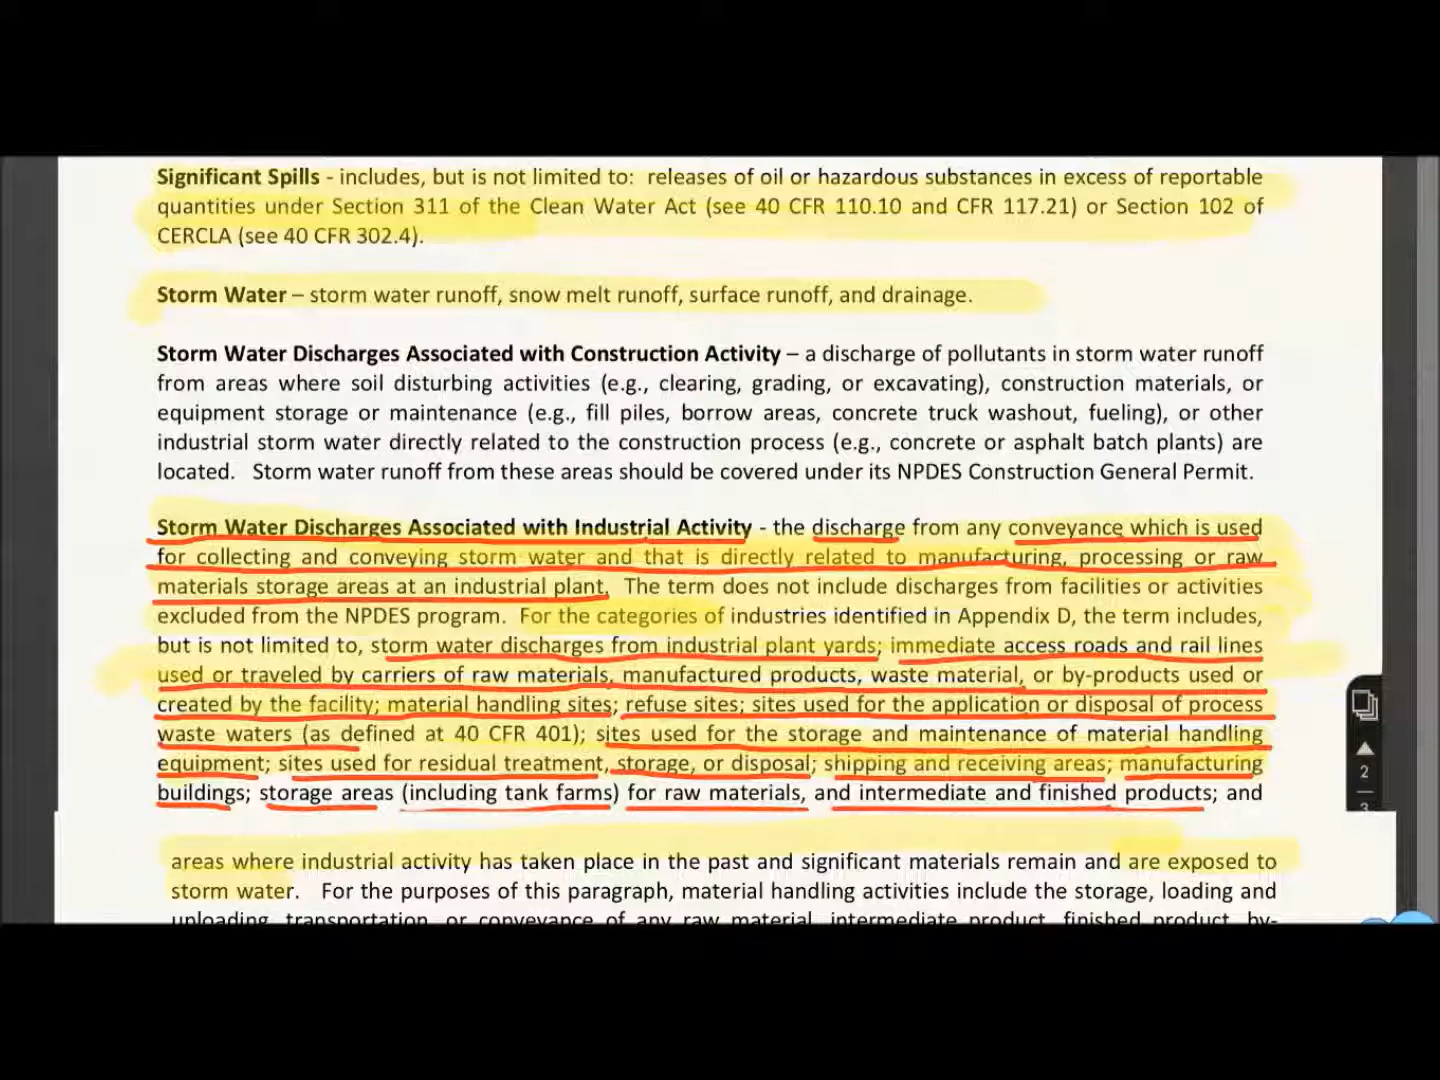 Significant Spills - includes, but is not limited to: releases of oil or hazardous substances in excess of reportable
quantities under Section 311 of the Clean Water Act (see 40 CFR 110.10 and CFR 117.21) or Section 102 of
CERCLA (see 40 CFR 302.4).
Storm Water – storm water runoff, snow melt runoff, surface runoff, and drainage.
Storm Water Discharges Associated with Construction Activity – a discharge of pollutants in storm water runoff
from areas where soil disturbing activities (e.g., clearing, grading, or excavating), construction materials, or
equipment storage or maintenance (e.g., fill piles, borrow areas, concrete truck washout, fueling), or other
industrial storm water directly related to the construction process (e.g., concrete or asphalt batch plants) are
located. Storm water runoff from these areas should be covered under its NPDES Construction General Permit.
Storm Water Discharges Associated with Industrial Activity - the discharge from any conveyance which is used
for collecting and conveying storm water and that is directly related to manufacturing, processing or raw
materials storage areas at an industrial plant. The term does not include discharges from facilities or activities
excluded from the NPDES program. For the categories of industries identified in Appendix D, the term includes,
but is not limited to, storm water discharges from industrial plant yards; immediate access roads and rail lines
used or traveled by carriers of raw materials, manufactured products, waste material, or by-products used or
created by the facility; material handling sites; refuse sites; sites used for the application or disposal of process
waste waters (as defined at 40 CFR 401); sites used for the storage and maintenance of material handling
equipment; sites used for residual treatment, storage, or disposal; shipping and receiving areas; manufacturing
buildings; storage areas (including tank farms) for raw materials, and intermediate and finished products; and
areas where industrial activity has taken place in the past and significant materials remain and are exposed to
storm water. For the purposes of this paragraph, material handling activities include the storage, loading and
unloading, transportation, or conveyance of any raw material, intermediate product, finished product, by-
2
3